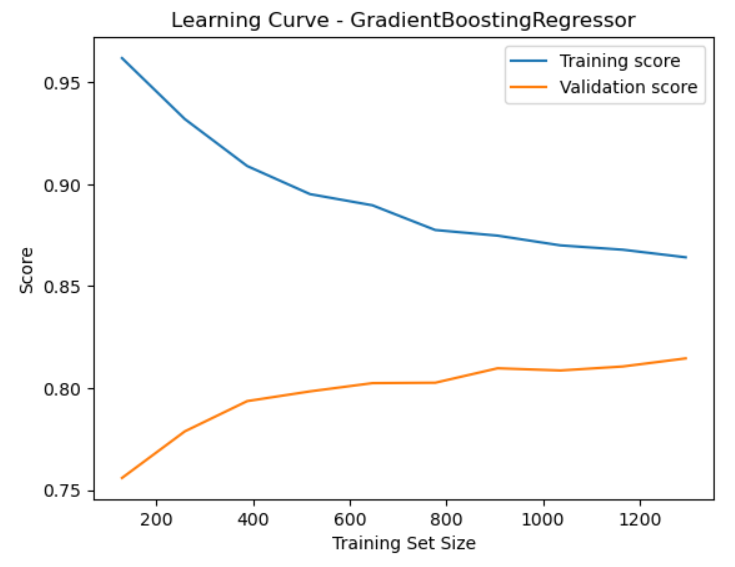 Learning Curve - GradientBoostingRegressor
Training score
Validation score
0.95
0.90
0.85
0.80
0.75
Score
200 400 600 800 1000 1200
Training Set Size